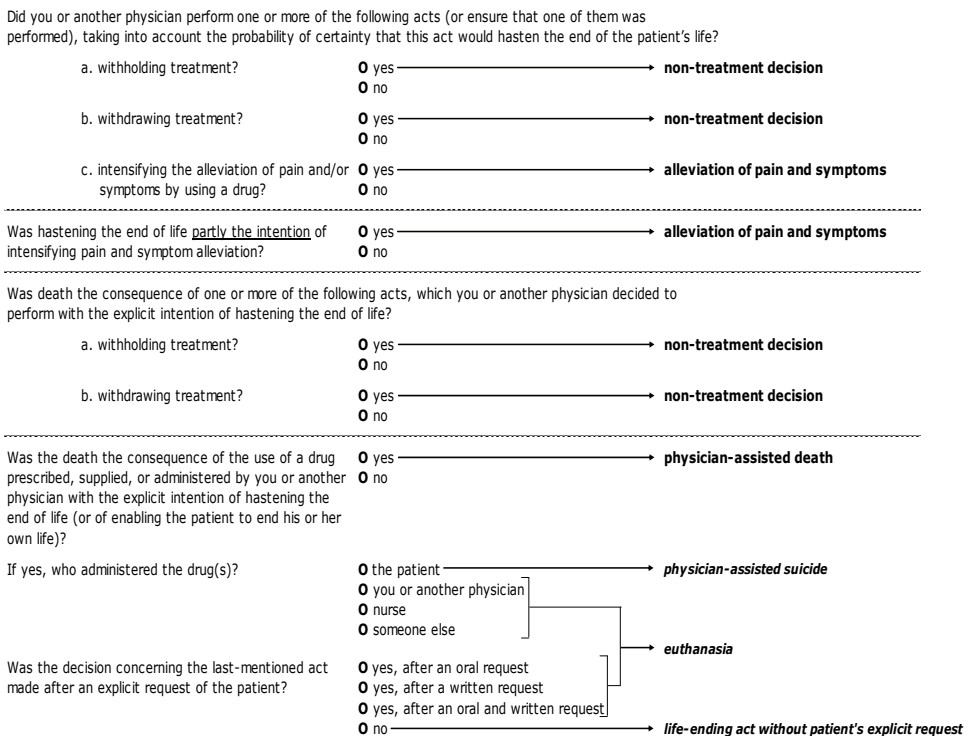 Did you or another physician perform one or more of the following acts (or ensure that one of them was
performed), taking into account the probability of certainty that this act would hasten the end of the patient's life?
a. withholding treatment? O yes non-treatment decision
O no
b. withdrawing treatment? O yes non-treatment decision
O no
c. intensifying the alleviation of pain and/or O yes alleviation of pain and symptoms
symptoms by using a drug? O no
Was hastening the end of life partly the intention of O yes alleviation of pain and symptoms
intensifying pain and symptom alleviation? O no
Was death the consequence of one or more of the following acts, which you or another physician decided to
perform with the explicit intention of hastening the end of life?
a. withholding treatment? O yes non-treatment decision
O no
b. withdrawing treatment? O yes non-treatment decision
O no
Was the death the consequence of the use of a drug O yes physician-assisted death
prescribed, supplied, or administered by you or another O no
physician with the explicit intention of hastening the
end of life (or of enabling the patient to end his or her
own life)?
If yes, who administered the drug(s)? O the patient physician-assisted suicide
O you or another physician
O nurse
O someone else
euthanasia
Was the decision concerning the last-mentioned act O yes, after an oral request
made after an explicit request of the patient? O yes, after a written request
O yes, after an oral and written request
O no life-ending act without patient's explicit request